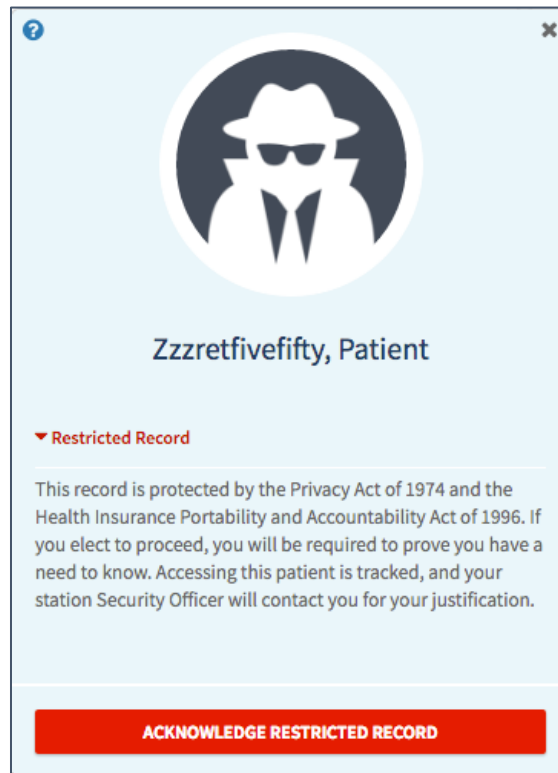 Zzzretfivefifty, Patient
Restricted Record
This record is protected by the Privacy Act of 1974 and the
Health Insurance Portability and Accountability Act of 1996. If
you elect to proceed, you will be required to prove you have a
need to know. Accessing this patient is tracked, and your
station Security Officer will contact you for your justification.
ACKNOWLEDGE RESTRICTED RECORD